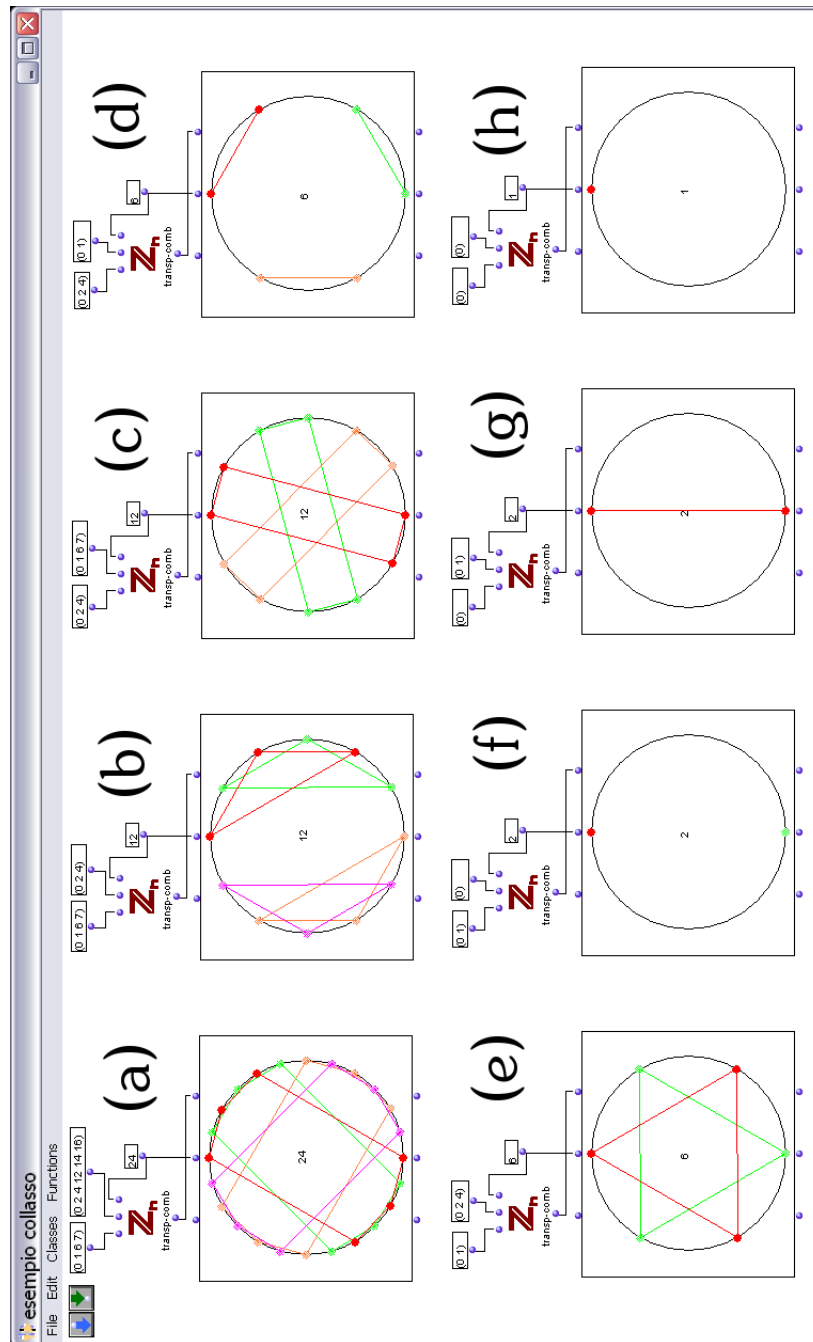 esempio collasso
File Edit Classes Functions
(0 1 6 7) (0 2 4 12 14 16)
(a)
24
ℤn
transp-comb
24
(0 1 6 7) (0 2 4)
(b)
12
ℤn
transp-comb
12
(0 2 4) (0 1 6 7)
(c)
12
ℤn
transp-comb
12
(0 2 4) (0 1)
(d)
6
ℤn
transp-comb
6
(0 1) (0 2 4)
(e)
6
ℤn
transp-comb
6
(0 1) (0)
(f)
2
ℤn
transp-comb
2
(0) (0 1)
(g)
2
ℤn
transp-comb
2
(0) (0)
(h)
1
ℤn
transp-comb
1